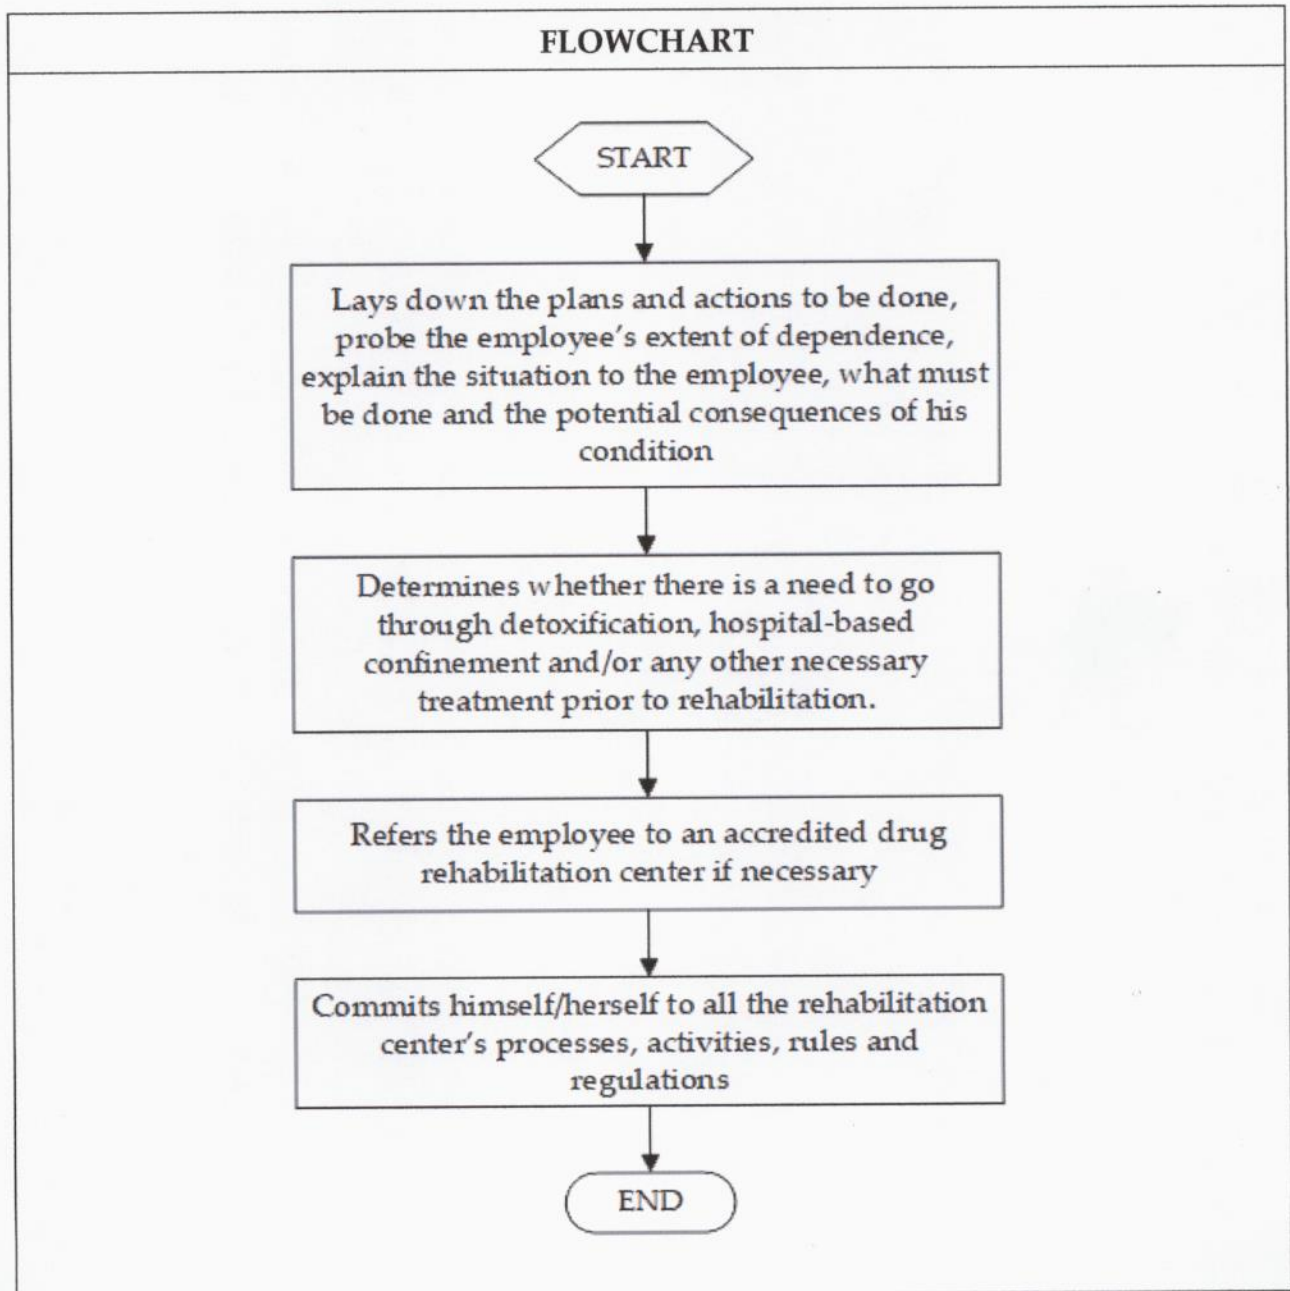 FLOWCHART
START
Lays down the plans and actions to be done,
probe the employee's extent of dependence,
explain the situation to the employee, what must
be done and the potential consequences of his
condition
Determines whether there is a need to go
through detoxification, hospital-based
confinement and/or any other necessary
treatment prior to rehabilitation.
Refers the employee to an accredited drug
rehabilitation center if necessary
Commits himself/herself to all the rehabilitation
center's processes, activities, rules and
regulations
END